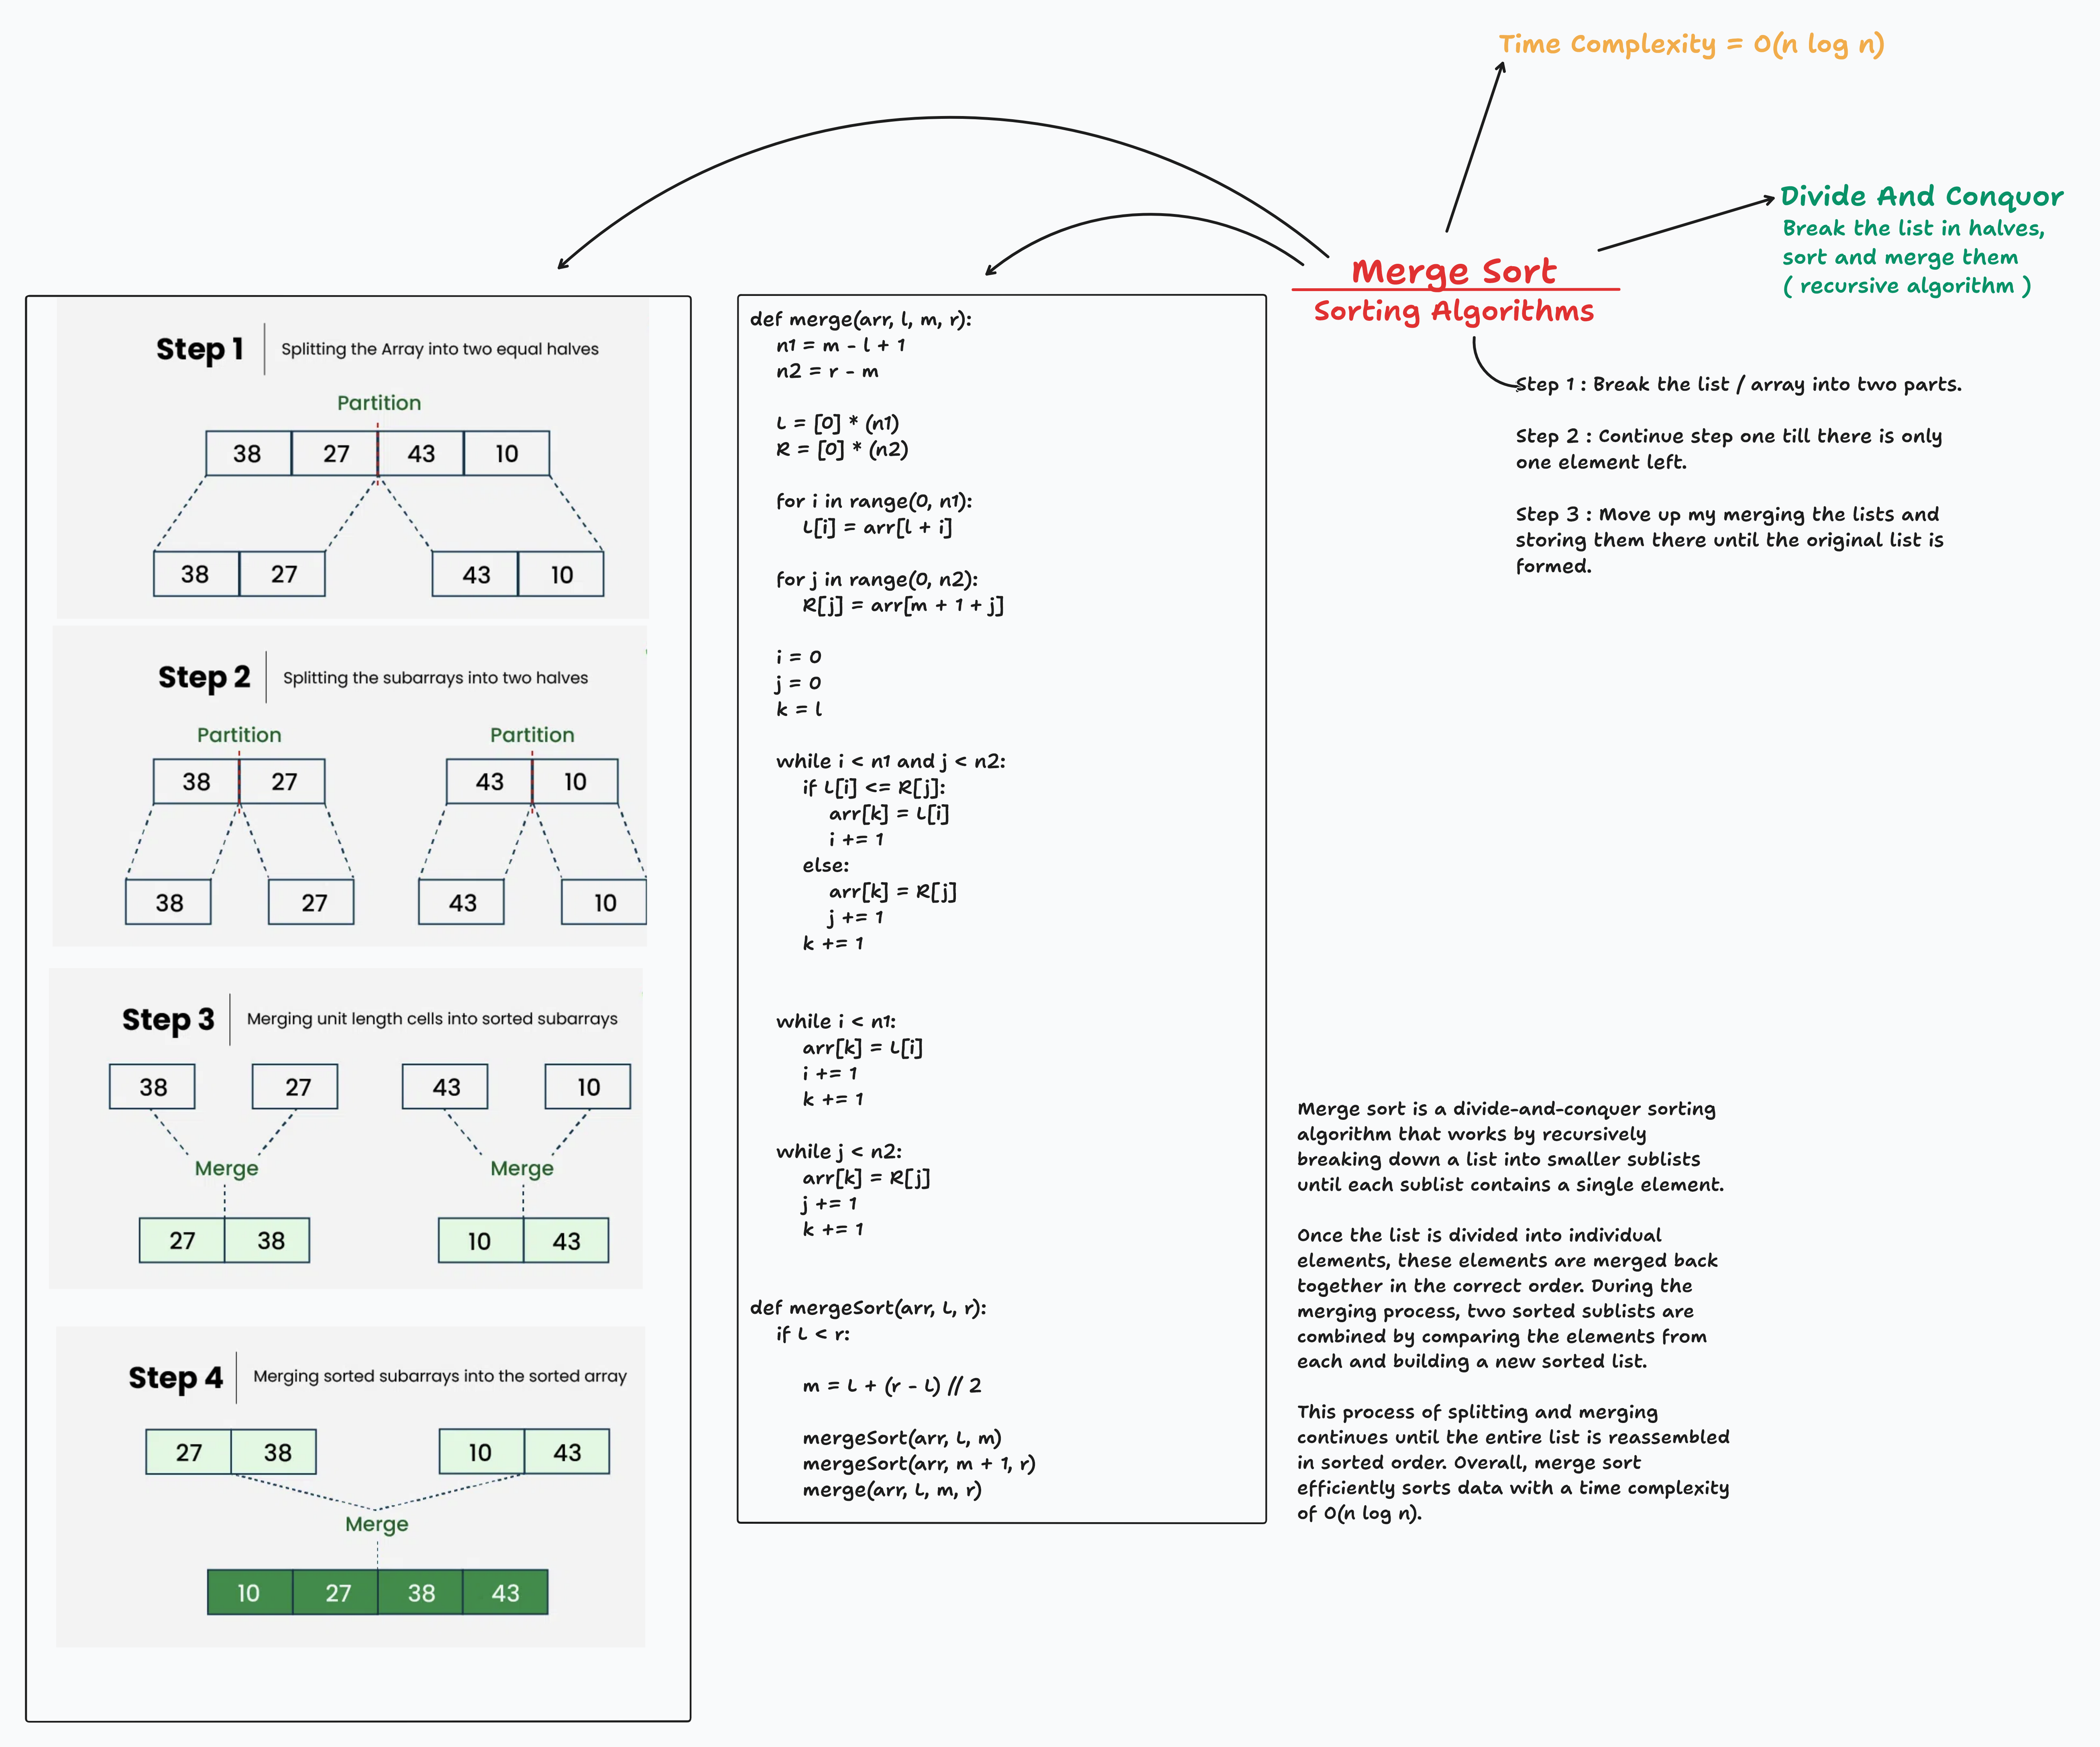 Time Complexity = O(n log n)
Divide And Conquor
Break the list in halves,
sort and merge them
( recursive algorithm )
Merge Sort
Sorting Algorithms
Step 1 : Break the list / array into two parts.
Step 2 : Continue step one till there is only
one element left.
Step 3 : Move up my merging the lists and
storing them there until the original list is
formed.
Step 1 Splitting the Array into two equal halves
Partition
38 27 43 10
38 27 43 10
Step 2 Splitting the subarrays into two halves
Partition Partition
38 27 43 10
38 27 43 10
Step 3 Merging unit length cells into sorted subarrays
38 27 43 10
Merge Merge
27 38 10 43
Step 4 Merging sorted subarrays into the sorted array
27 38 10 43
Merge
10 27 38 43
def merge(arr, l, m, r):
n1 = m - l + 1
n2 = r - m
L = [0] * (n1)
R = [0] * (n2)
for i in range(0, n1):
L[i] = arr[l + i]
for j in range(0, n2):
R[j] = arr[m + 1 + j]
i = 0
j = 0
k = l
while i < n1 and j < n2:
if L[i] <= R[j]:
arr[k] = L[i]
i += 1
else:
arr[k] = R[j]
j += 1
k += 1
while i < n1:
arr[k] = L[i]
i += 1
k += 1
while j < n2:
arr[k] = R[j]
j += 1
k += 1
def mergeSort(arr, L, r):
if L < r:
m = L + (r - L) // 2
mergeSort(arr, L, m)
mergeSort(arr, m + 1, r)
merge(arr, L, m, r)
Merge sort is a divide-and-conquer sorting
algorithm that works by recursively
breaking down a list into smaller sublists
until each sublist contains a single element.
Once the list is divided into individual
elements, these elements are merged back
together in the correct order. During the
merging process, two sorted sublists are
combined by comparing the elements from
each and building a new sorted list.
This process of splitting and merging
continues until the entire list is reassembled
in sorted order. Overall, merge sort
efficiently sorts data with a time complexity
of O(n log n).